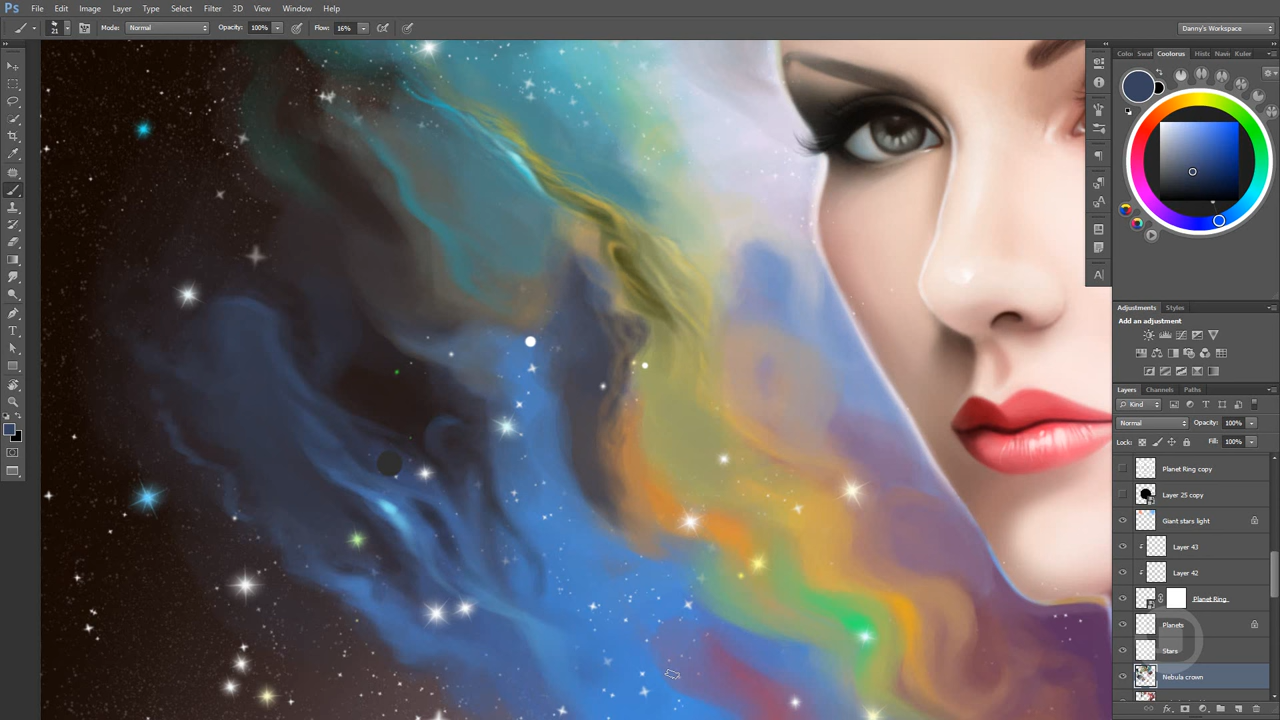 Ps File Edit Image Layer Type Select Filter 3D View Window Help
21 Mode: Normal Opacity: 100% Flow: 16% Danny's Workspace
Colo Swat Coolorus Navi Kuler
Adjustments Styles
Add an adjustment
Layers Channels Paths
Kind
Normal Opacity: 100%
Lock: Fill: 100%
Planet Ring copy
Layer 25 copy
Giant stars light
Layer 43
Layer 42
Planet Ring
Planets
Stars
Nebula crown
fx